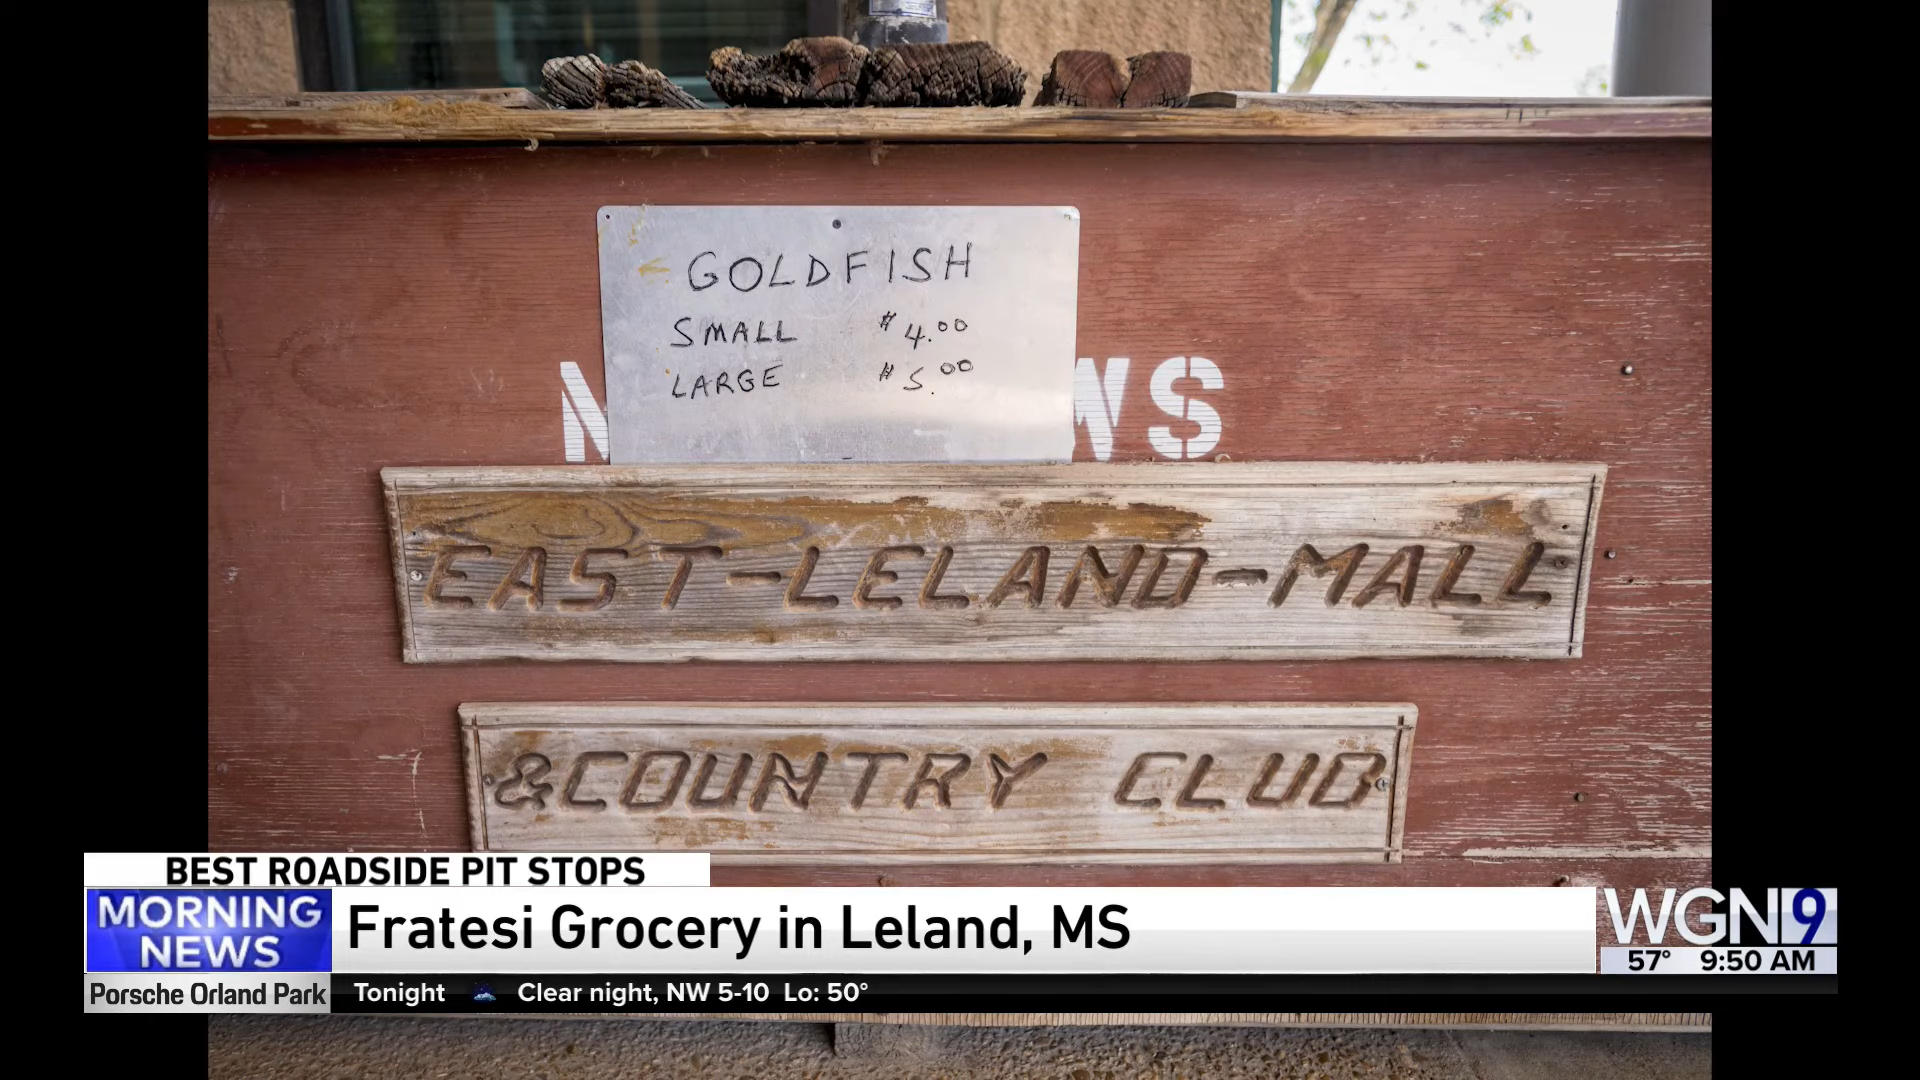 GOLDFISH
SMALL $4.00
LARGE $5.00
WS
EAST-LELAND-MALL
&COUNTRY CLUB
BEST ROADSIDE PIT STOPS
MORNING
NEWS
Fratesi Grocery in Leland, MS
WGN9
57° 9:50 AM
Porsche Orland Park
Tonight Clear night, NW 5-10 Lo: 50°